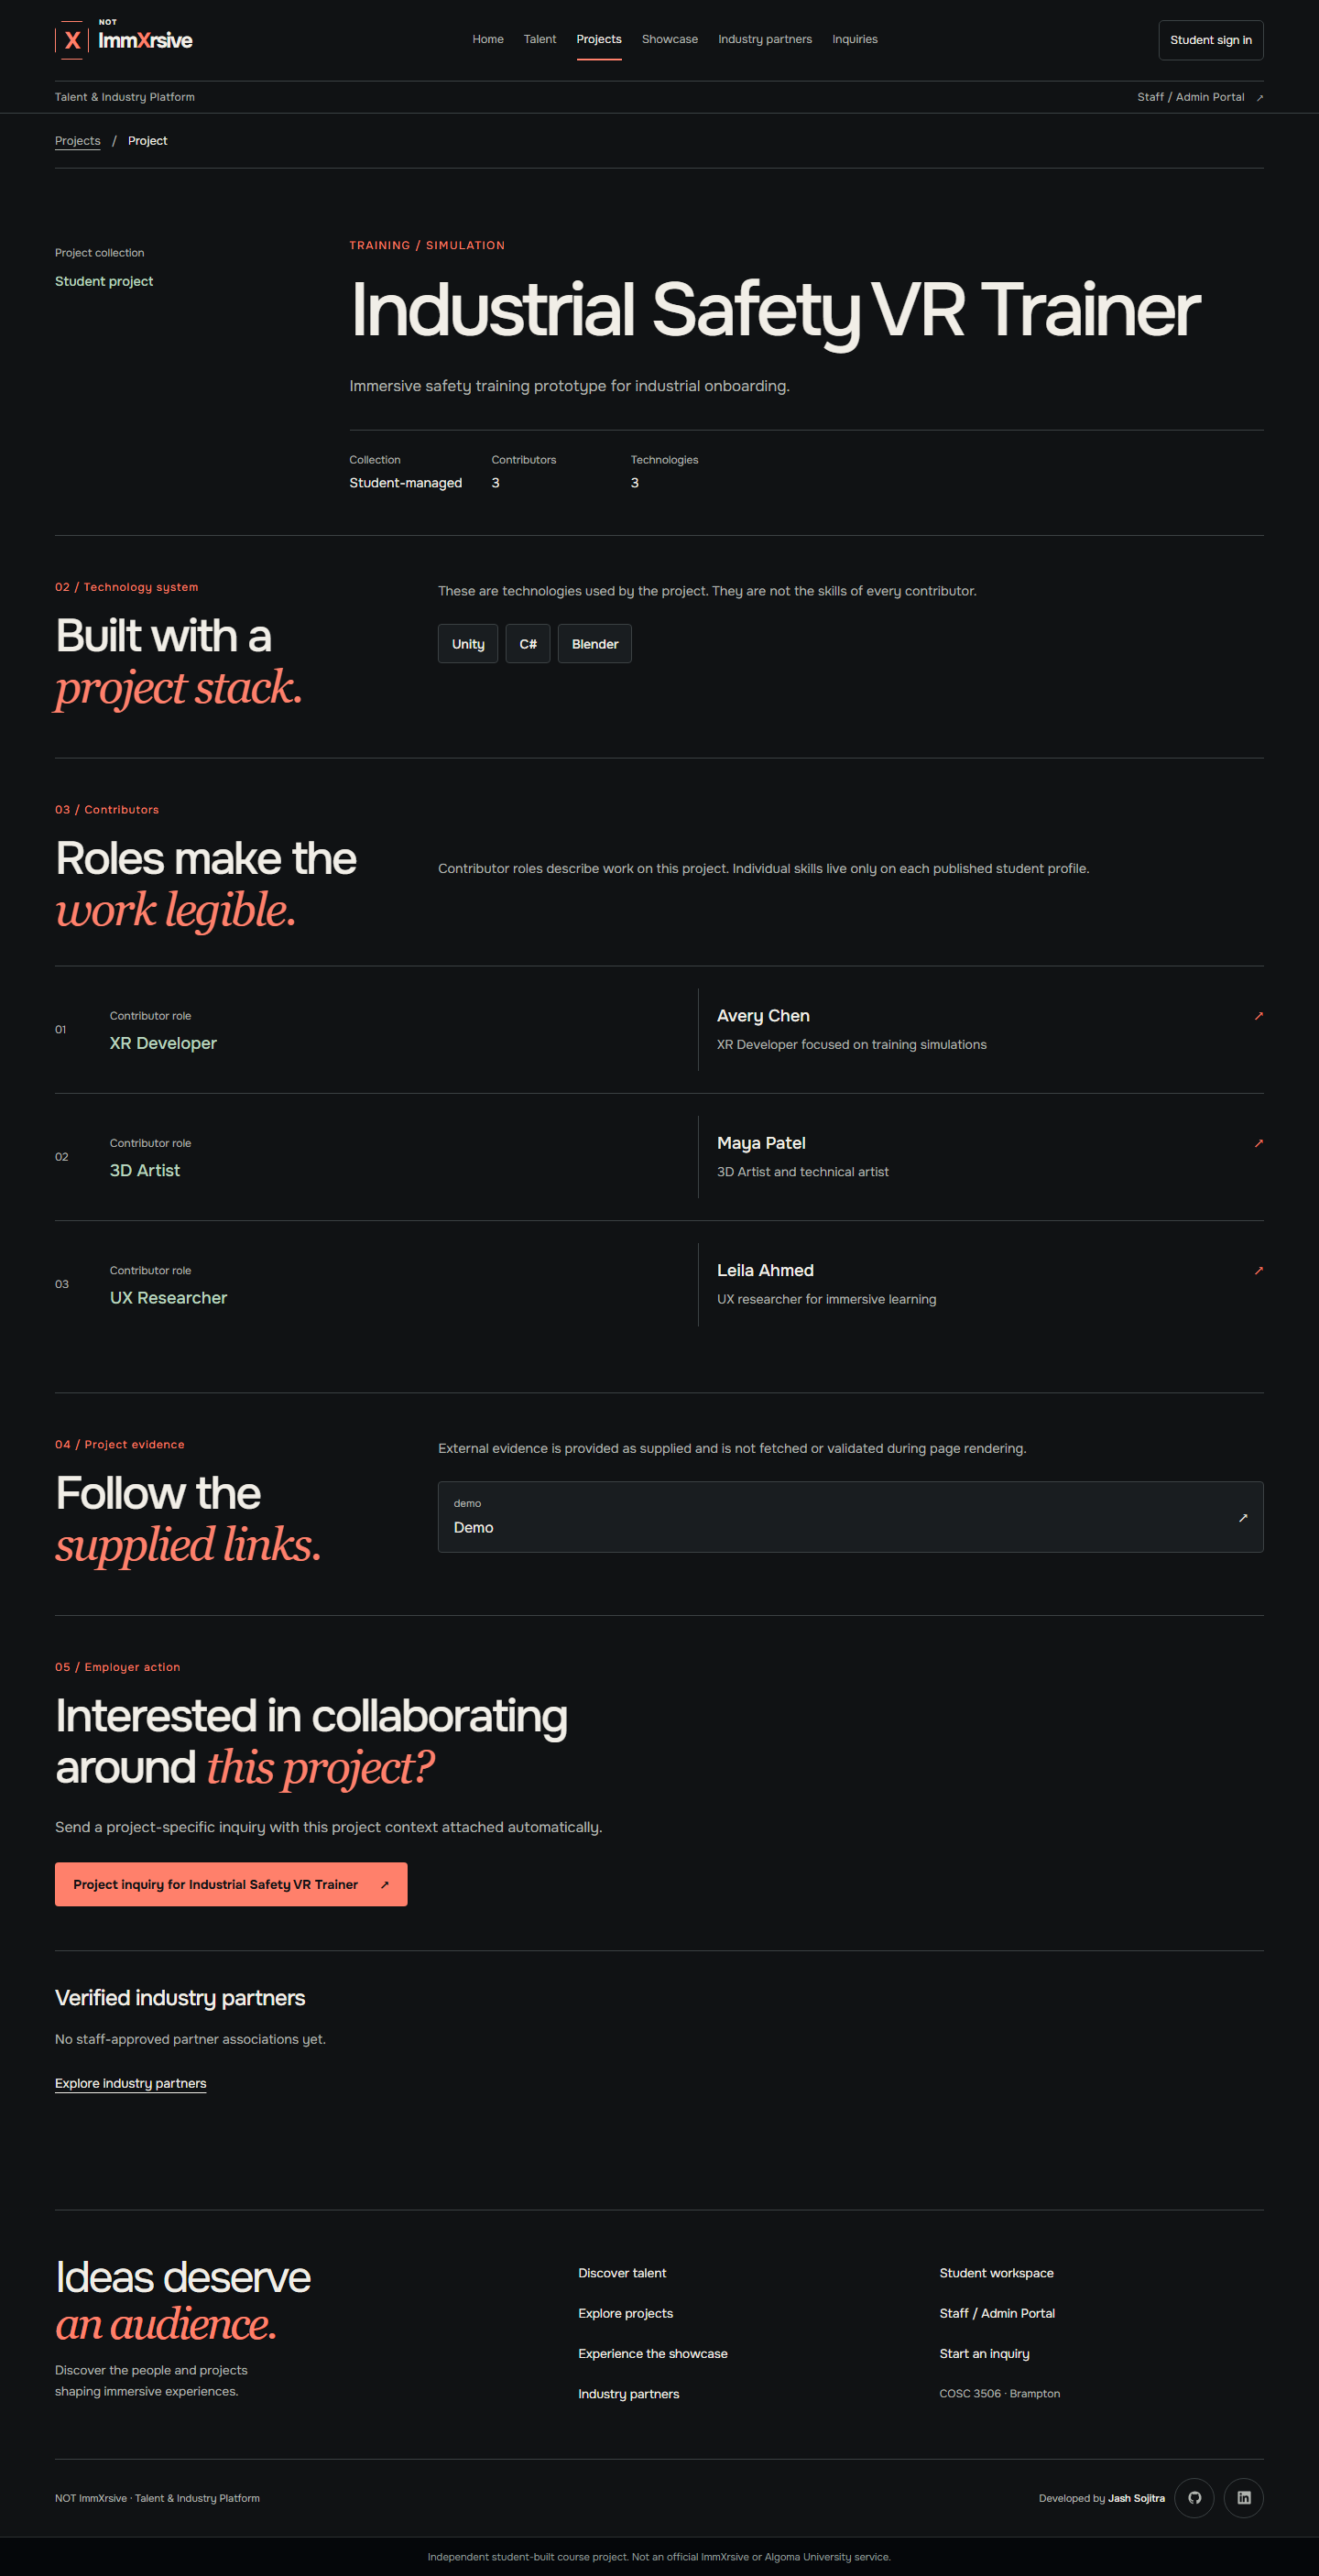 X
NOT
ImmXrsive
Home Talent Projects Showcase Industry partners Inquiries
Student sign in
Talent & Industry Platform
Staff / Admin Portal ↗
Projects / Project
Project collection
Student project
TRAINING / SIMULATION
Industrial Safety VR Trainer
Immersive safety training prototype for industrial onboarding.
Collection Contributors Technologies
Student-managed 3 3
02 / Technology system
Built with a
project stack.
These are technologies used by the project. They are not the skills of every contributor.
Unity C# Blender
03 / Contributors
Roles make the
work legible.
Contributor roles describe work on this project. Individual skills live only on each published student profile.
01
Contributor role
XR Developer
Avery Chen ↗
XR Developer focused on training simulations
02
Contributor role
3D Artist
Maya Patel ↗
3D Artist and technical artist
03
Contributor role
UX Researcher
Leila Ahmed ↗
UX researcher for immersive learning
04 / Project evidence
Follow the
supplied links.
External evidence is provided as supplied and is not fetched or validated during page rendering.
demo
Demo ↗
05 / Employer action
Interested in collaborating
around this project?
Send a project-specific inquiry with this project context attached automatically.
Project inquiry for Industrial Safety VR Trainer ↗
Verified industry partners
No staff-approved partner associations yet.
Explore industry partners
Ideas deserve
an audience.
Discover the people and projects
shaping immersive experiences.
Discover talent
Explore projects
Experience the showcase
Industry partners
Student workspace
Staff / Admin Portal
Start an inquiry
COSC 3506 · Brampton
NOT ImmXrsive · Talent & Industry Platform
Developed by Jash Sojitra
Independent student-built course project. Not an official ImmXrsive or Algoma University service.